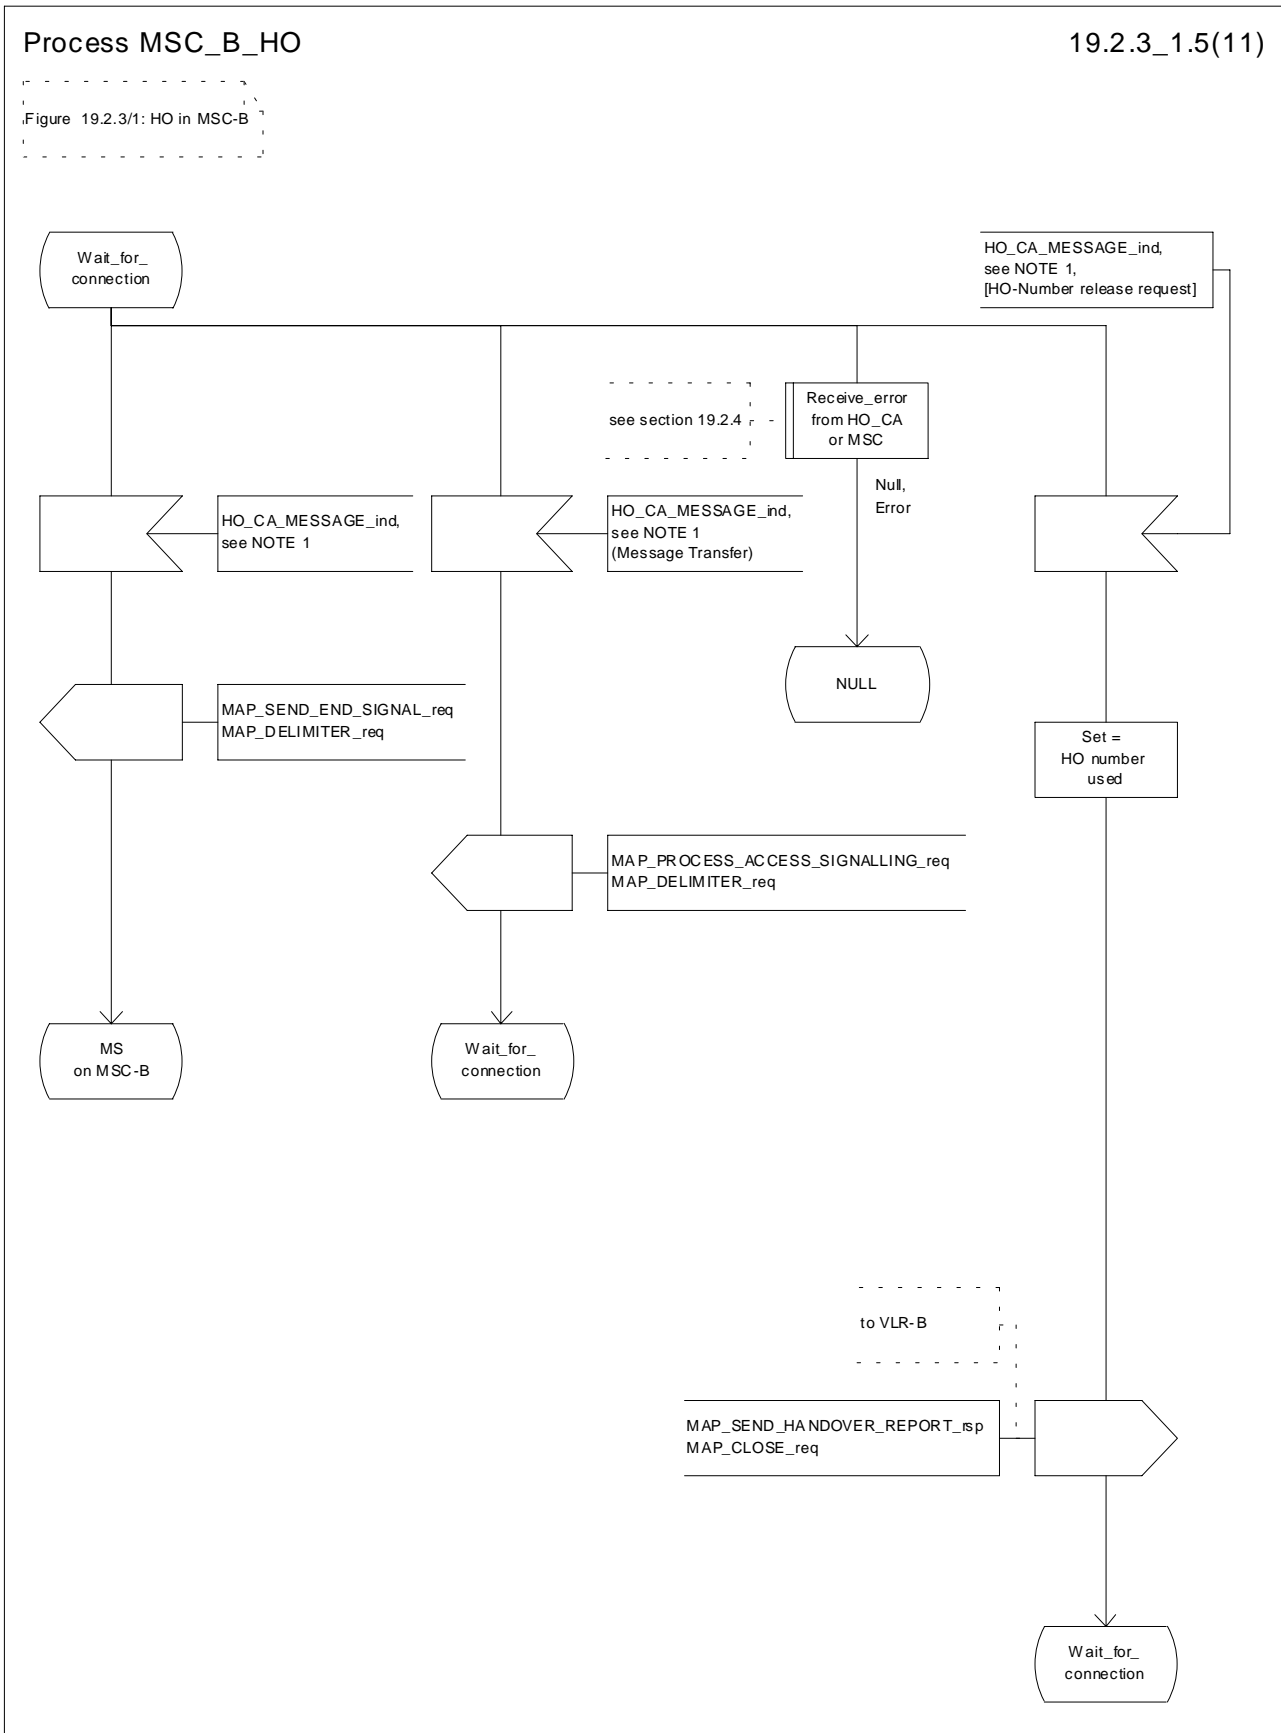 Process MSC_B_HO
19.2.3_1.5(11)
Figure 19.2.3/1: HO in MSC-B
Wait_for_
connection
HO_CA_MESSAGE_ind,
see NOTE 1,
[HO-Number release request]
see section 19.2.4
Receive_error
from HO_CA
or MSC
Null,
Error
HO_CA_MESSAGE_ind,
see NOTE 1
HO_CA_MESSAGE_ind,
see NOTE 1
(Message Transfer)
NULL
MAP_SEND_END_SIGNAL_req
MAP_DELIMITER_req
Set =
HO number
used
MAP_PROCESS_ACCESS_SIGNALLING_req
MAP_DELIMITER_req
MS
on MSC-B
Wait_for_
connection
to VLR-B
MAP_SEND_HANDOVER_REPORT_rsp
MAP_CLOSE_req
Wait_for_
connection